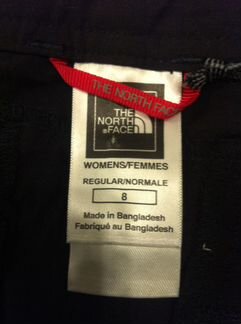 THE NORTH FACE
THE
NORTH
FACE
WOMENS/FEMMES
REGULAR/NORMALE
8
Made in Bangladesh
Fabriqué au Bangladesh